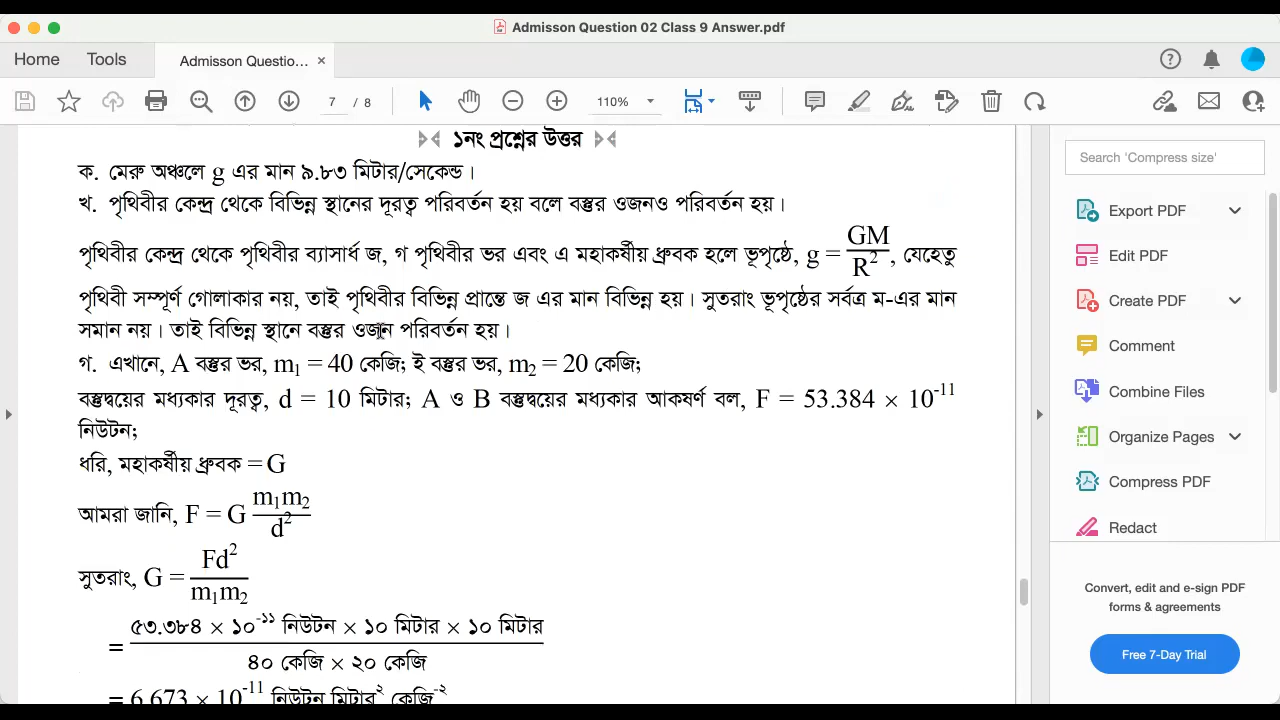 Admisson Question 02 Class 9 Answer.pdf
Home Tools Admisson Questio... ×
7 / 8 110%
১নং প্রশ্নের উত্তর
ক. মেরু অঞ্চলে g এর মান ৯.৮৩ মিটার/সেকেন্ড।
খ. পৃথিবীর কেন্দ্র থেকে বিভিন্ন স্থানের দূরত্ব পরিবর্তন হয় বলে বস্তুর ওজনও পরিবর্তন হয়।
পৃথিবীর কেন্দ্র থেকে পৃথিবীর ব্যাসার্ধ জ, গ পৃথিবীর ভর এবং এ মহাকর্ষীয় ধ্রুবক হলে ভূপৃষ্ঠে, g = GM/R², যেহেতু
পৃথিবী সম্পূর্ণ গোলাকার নয়, তাই পৃথিবীর বিভিন্ন প্রান্তে জ এর মান বিভিন্ন হয়। সুতরাং ভূপৃষ্ঠের সর্বত্র ম-এর মান
সমান নয়। তাই বিভিন্ন স্থানে বস্তুর ওজন পরিবর্তন হয়।
গ. এখানে, A বস্তুর ভর, m₁ = 40 কেজি; ই বস্তুর ভর, m₂ = 20 কেজি;
বস্তুদ্বয়ের মধ্যকার দূরত্ব, d = 10 মিটার; A ও B বস্তুদ্বয়ের মধ্যকার আকর্ষণ বল, F = 53.384 × 10⁻¹¹
নিউটন;
ধরি, মহাকর্ষীয় ধ্রুবক = G
আমরা জানি, F = G m₁m₂/d²
সুতরাং, G = Fd²/m₁m₂
= ৫৩.৩৮৪ × ১০⁻¹¹ নিউটন × ১০ মিটার × ১০ মিটার
৪০ কেজি × ২০ কেজি
= 6.673 × 10⁻¹¹ নিউটন মিটার² কেজি⁻²
Search 'Compress size'
Export PDF
Edit PDF
Create PDF
Comment
Combine Files
Organize Pages
Compress PDF
Redact
Convert, edit and e-sign PDF
forms & agreements
Free 7-Day Trial